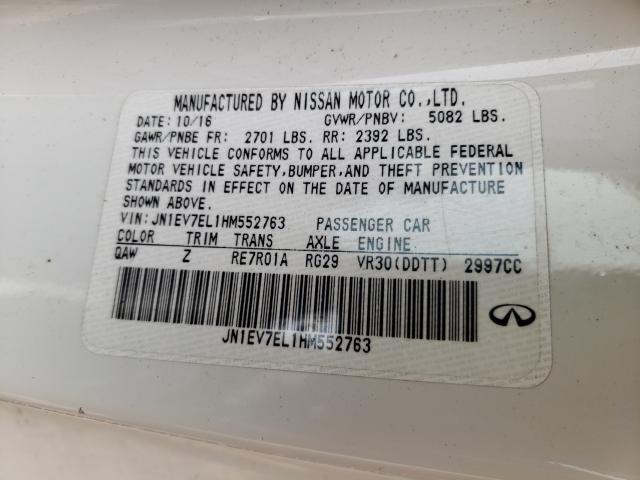 MANUFACTURED BY NISSAN MOTOR CO.,LTD.
DATE: 10/16 GVWR/PNBV: 5082 LBS.
GAWR/PNBE FR: 2701 LBS. RR: 2392 LBS.
THIS VEHICLE CONFORMS TO ALL APPLICABLE FEDERAL
MOTOR VEHICLE SAFETY,BUMPER,AND THEFT PREVENTION
STANDARDS IN EFFECT ON THE DATE OF MANUFACTURE
SHOWN ABOVE.
VIN:JN1EV7EL1HM552763 PASSENGER CAR
COLOR TRIM TRANS AXLE ENGINE
QAW Z RE7R01A RG29 VR30(DDTT) 2997CC
JN1EV7EL1HM552763